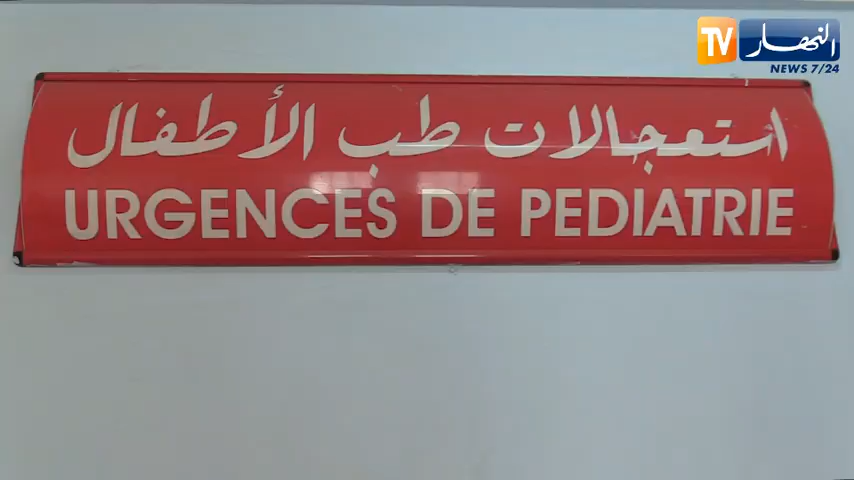 TV النهار
NEWS 7/24
استعجالات طب الأطفال
URGENCES DE PEDIATRIE